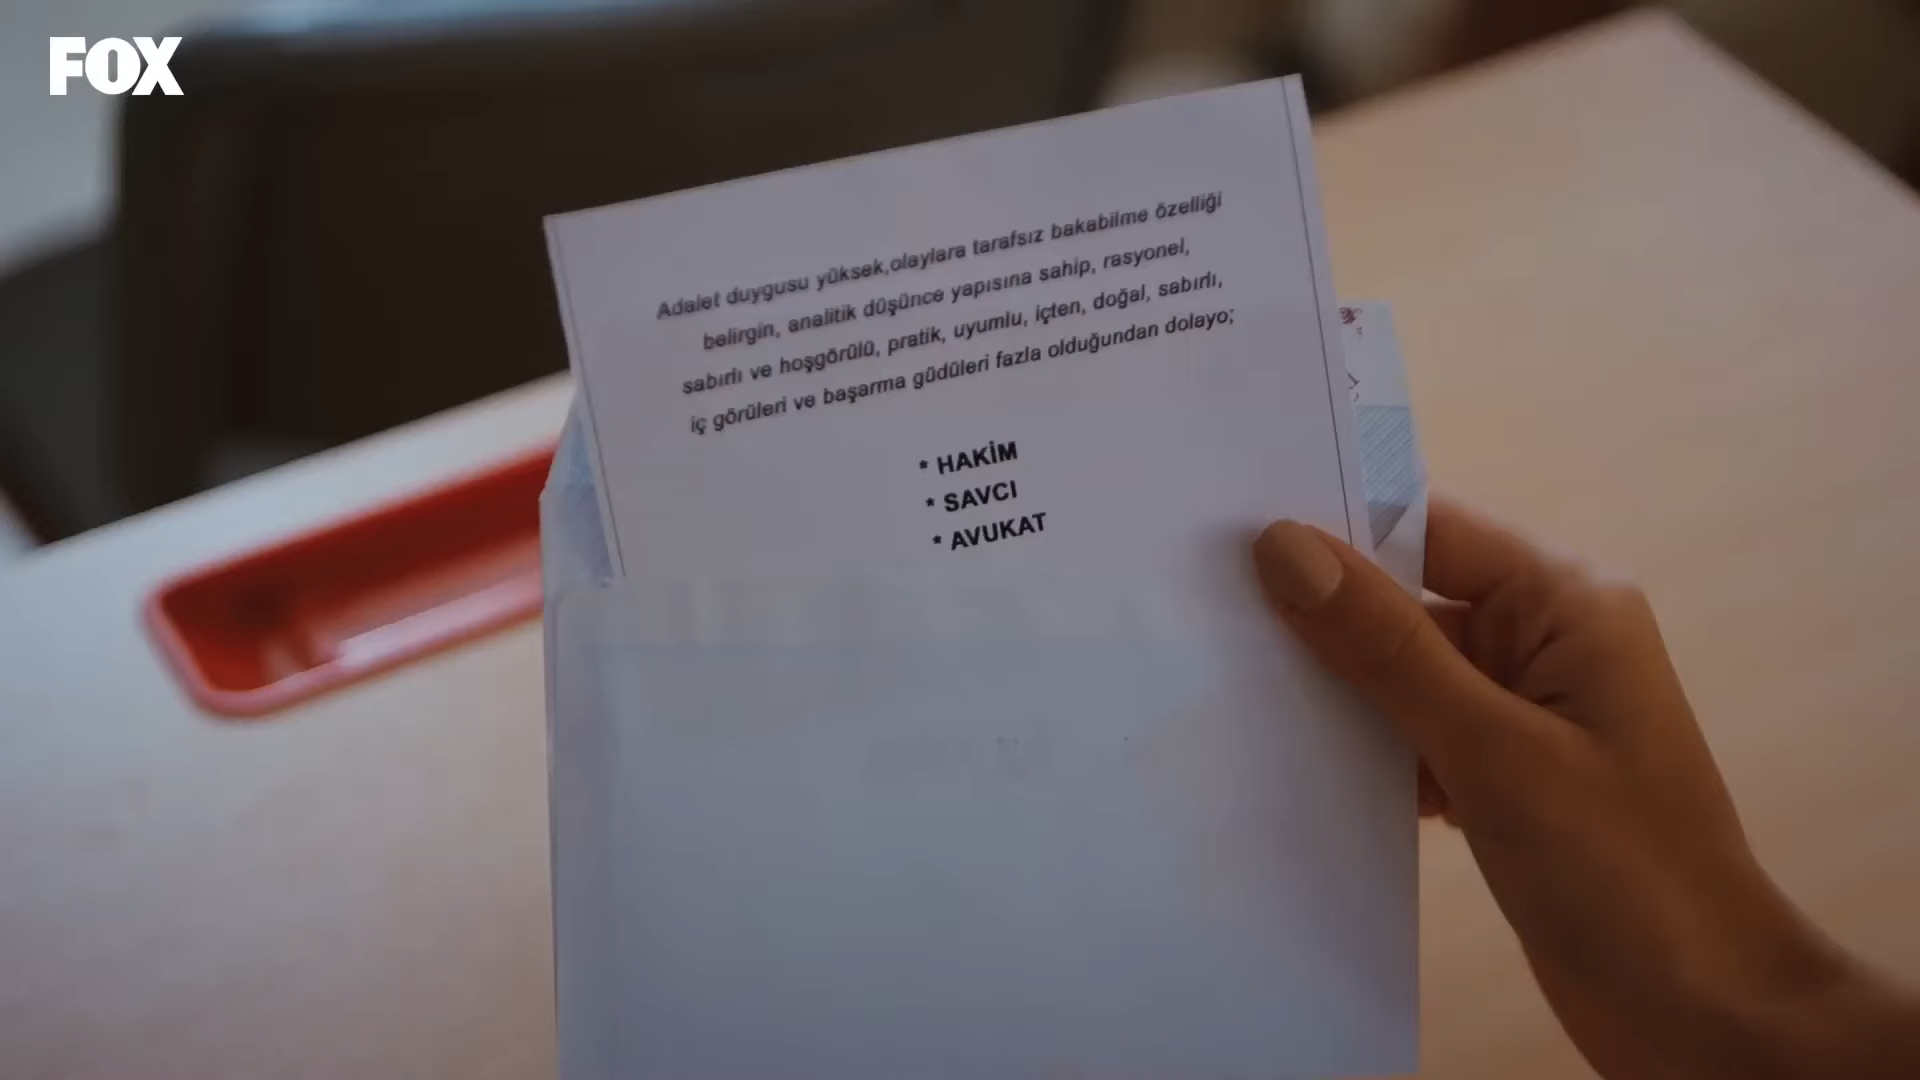 FOX
Adalet duygusu yüksek,olaylara tarafsız bakabilme özelliği
belirgin, analitik düşünce yapısına sahip, rasyonel,
sabırlı ve hoşgörülü, pratik, uyumlu, içten, doğal, sabırlı,
iç görüleri ve başarma güdüleri fazla olduğundan dolayo;
* HAKİM
* SAVCI
* AVUKAT